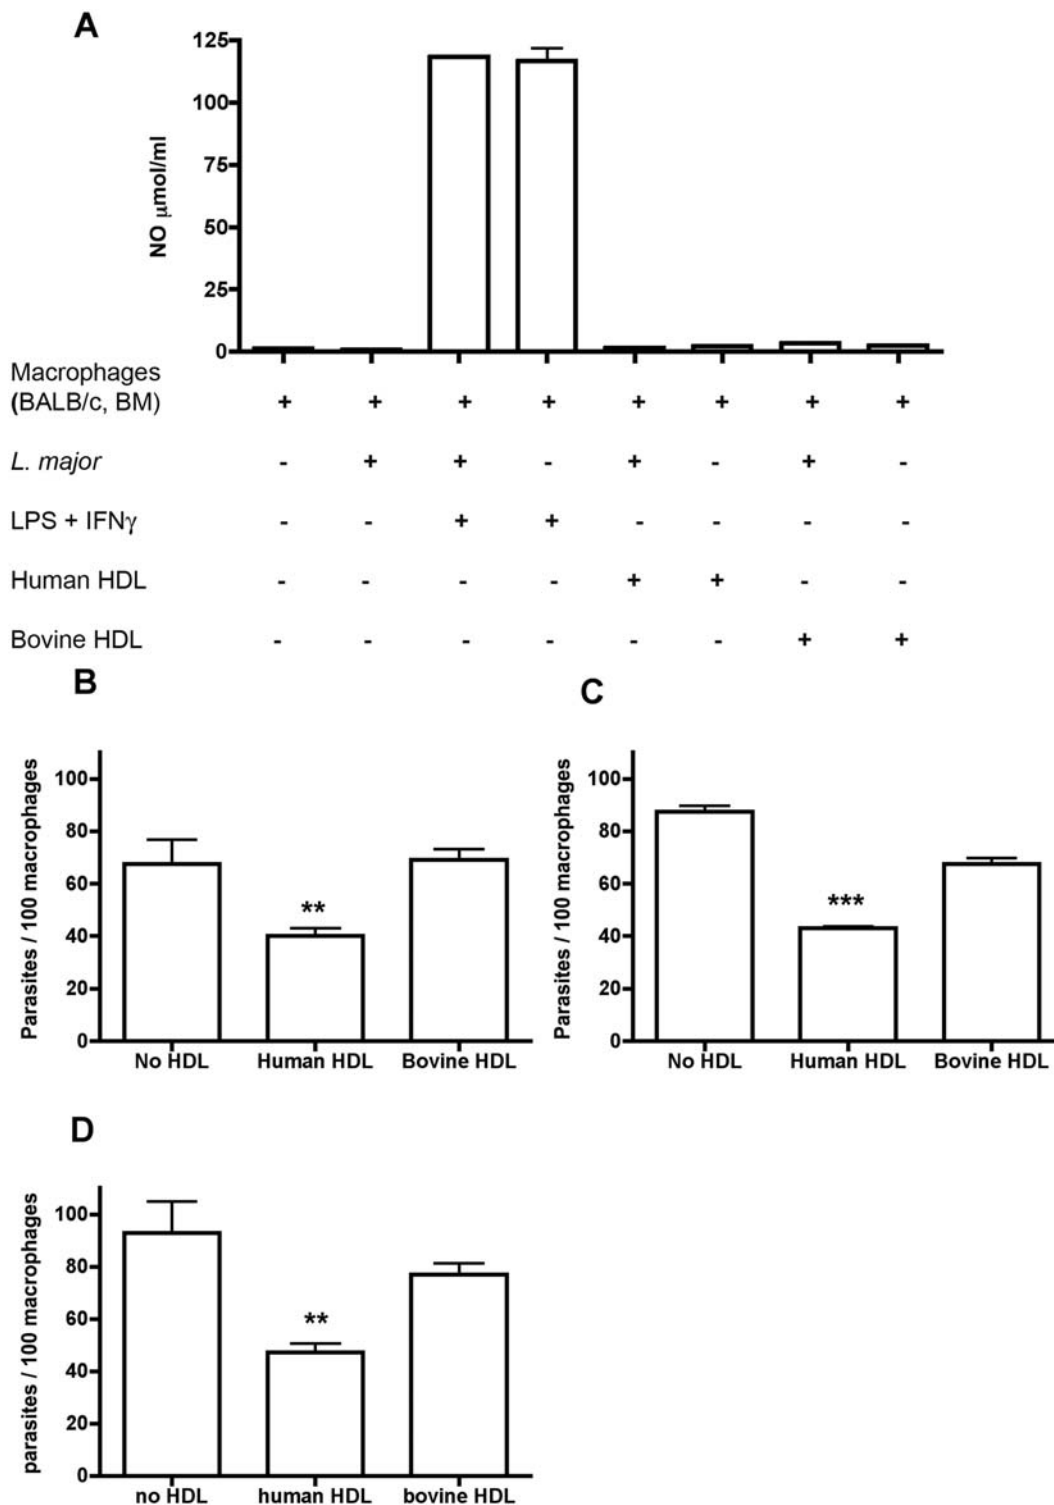 A
125
100
75
50
25
0
NO μmol/ml
Macrophages
(BALB/c, BM) + + + + + + + +
L. major - + + - + - + -
LPS + IFNγ - - + + - - - -
Human HDL - - - - + + - -
Bovine HDL - - - - - - + +
B
100
80
60
40
20
0
Parasites / 100 macrophages
**
No HDL Human HDL Bovine HDL
C
100
80
60
40
20
0
Parasites / 100 macrophages
***
No HDL Human HDL Bovine HDL
D
100
80
60
40
20
0
parasites / 100 macrophages
**
no HDL human HDL bovine HDL